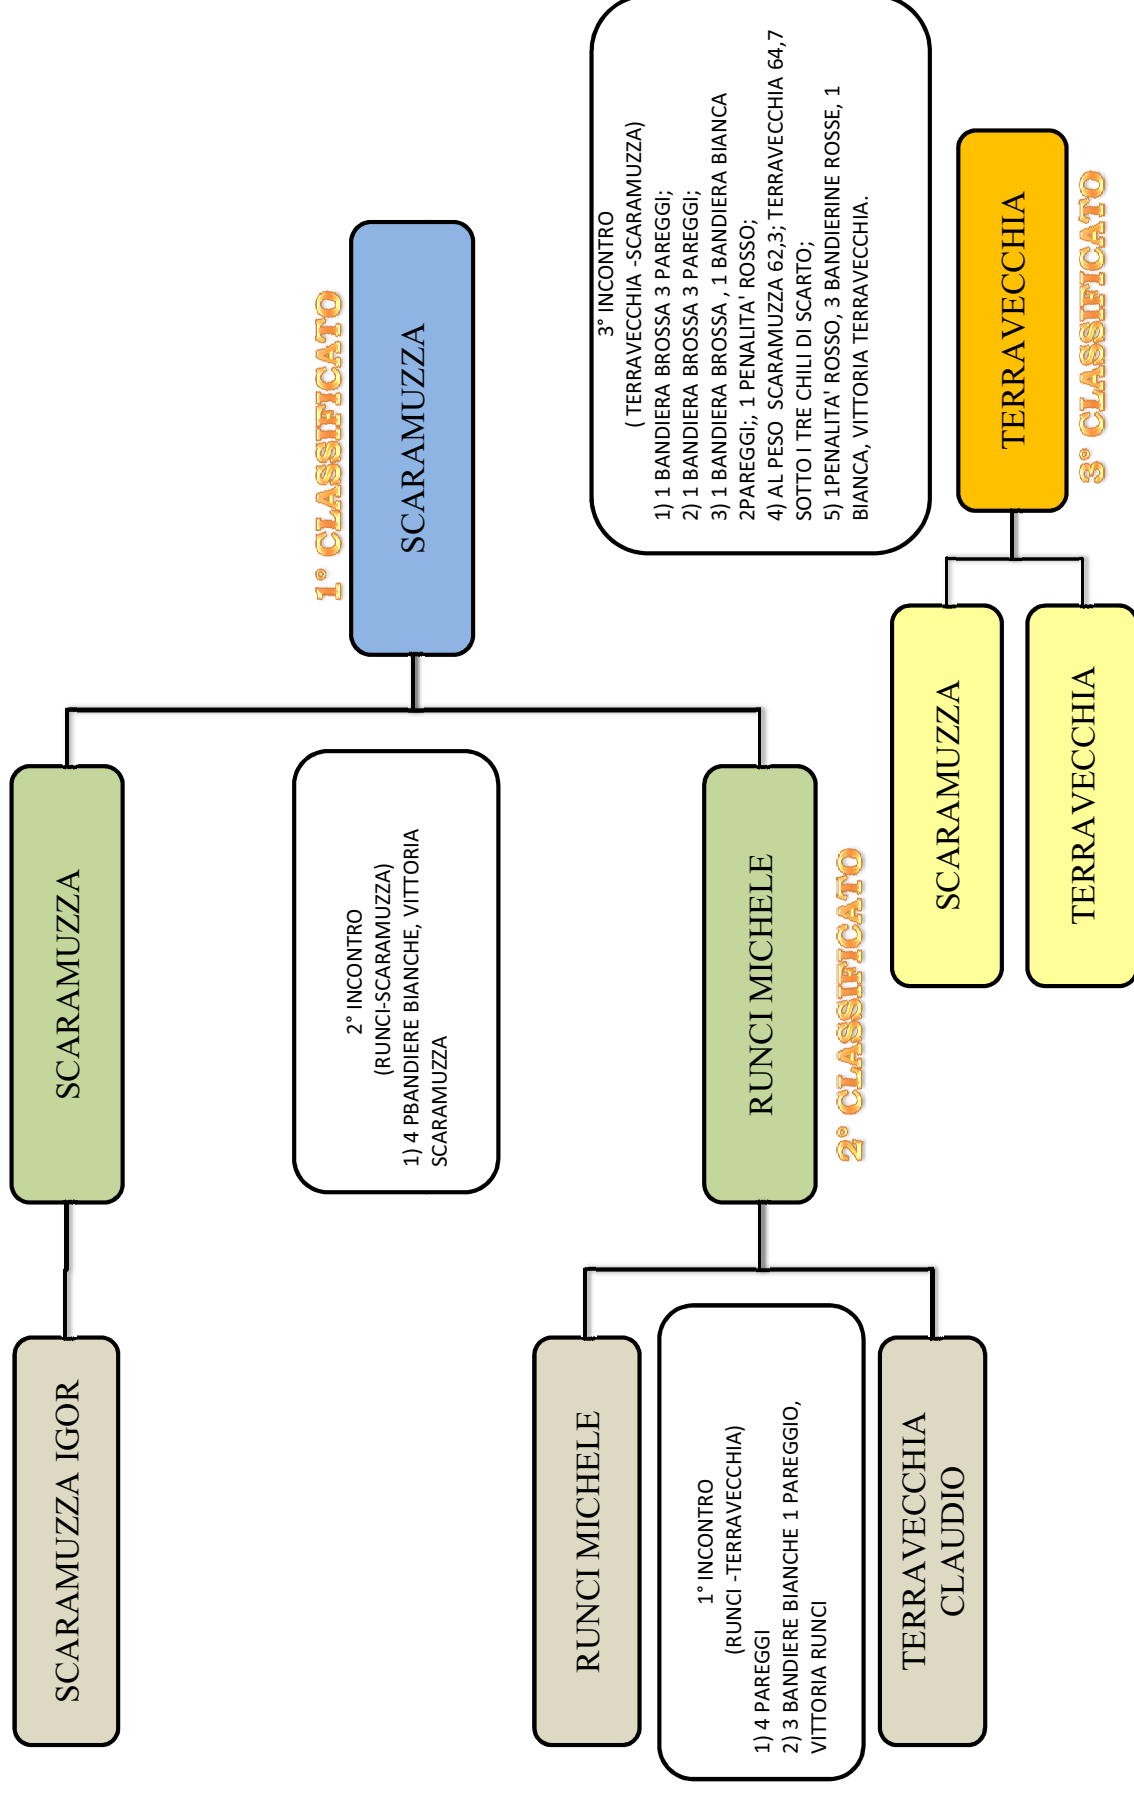 SCARAMUZZA IGOR
SCARAMUZZA
1° CLASSIFICATO
SCARAMUZZA
2° INCONTRO
(RUNCI-SCARAMUZZA)
1) 4 PBANDIERE BIANCHE, VITTORIA
SCARAMUZZA
RUNCI MICHELE
1° INCONTRO
(RUNCI -TERRAVECCHIA)
1) 4 PAREGGI
2) 3 BANDIERE BIANCHE 1 PAREGGIO,
VITTORIA RUNCI
TERRAVECCHIA
CLAUDIO
RUNCI MICHELE
2° CLASSIFICATO
3° INCONTRO
( TERRAVECCHIA -SCARAMUZZA)
1) 1 BANDIERA BROSSA 3 PAREGGI;
2) 1 BANDIERA BROSSA 3 PAREGGI;
3) 1 BANDIERA BROSSA , 1 BANDIERA BIANCA
2PAREGGI;, 1 PENALITA' ROSSO;
4) AL PESO SCARAMUZZA 62,3; TERRAVECCHIA 64,7
SOTTO I TRE CHILI DI SCARTO;
5) 1PENALITA' ROSSO, 3 BANDIERINE ROSSE, 1
BIANCA, VITTORIA TERRAVECCHIA.
SCARAMUZZA
TERRAVECCHIA
TERRAVECCHIA
3° CLASSIFICATO